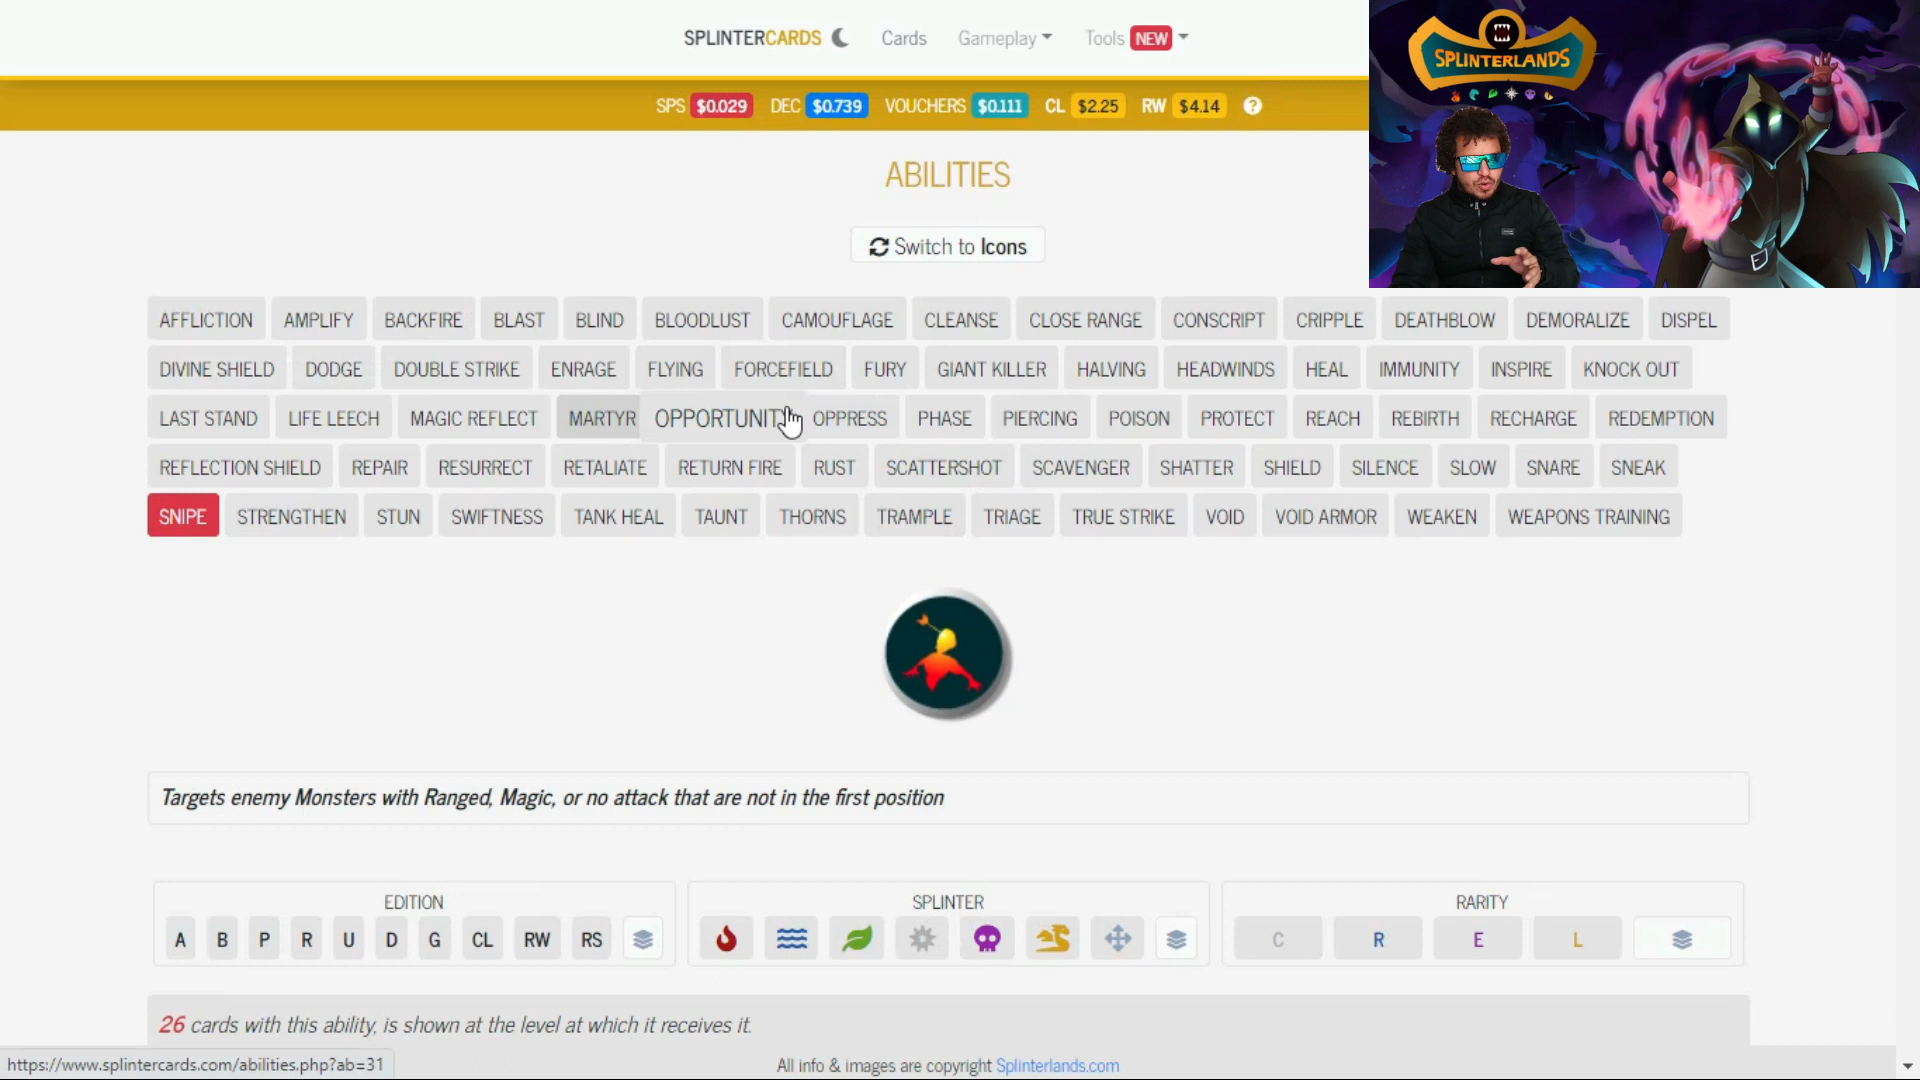 SPLINTERCARDS Cards Gameplay Tools NEW
SPLINTERLANDS
SPS $0.029 DEC $0.739 VOUCHERS $0.111 CL $2.25 RW $4.14 ?
ABILITIES
Switch to Icons
AFFLICTION AMPLIFY BACKFIRE BLAST BLIND BLOODLUST CAMOUFLAGE CLEANSE CLOSE RANGE CONSCRIPT CRIPPLE DEATHBLOW DEMORALIZE DISPEL
DIVINE SHIELD DODGE DOUBLE STRIKE ENRAGE FLYING FORCEFIELD FURY GIANT KILLER HALVING HEADWINDS HEAL IMMUNITY INSPIRE KNOCK OUT
LAST STAND LIFE LEECH MAGIC REFLECT MARTYR OPPORTUNITY OPPRESS PHASE PIERCING POISON PROTECT REACH REBIRTH RECHARGE REDEMPTION
REFLECTION SHIELD REPAIR RESURRECT RETALIATE RETURN FIRE RUST SCATTERSHOT SCAVENGER SHATTER SHIELD SILENCE SLOW SNARE SNEAK
SNIPE STRENGTHEN STUN SWIFTNESS TANK HEAL TAUNT THORNS TRAMPLE TRIAGE TRUE STRIKE VOID VOID ARMOR WEAKEN WEAPONS TRAINING
Targets enemy Monsters with Ranged, Magic, or no attack that are not in the first position
EDITION SPLINTER RARITY
A B P R U D G CL RW RS C R E L
26 cards with this ability, is shown at the level at which it receives it.
https://www.splintercards.com/abilities.php?ab=31
All info & images are copyright Splinterlands.com